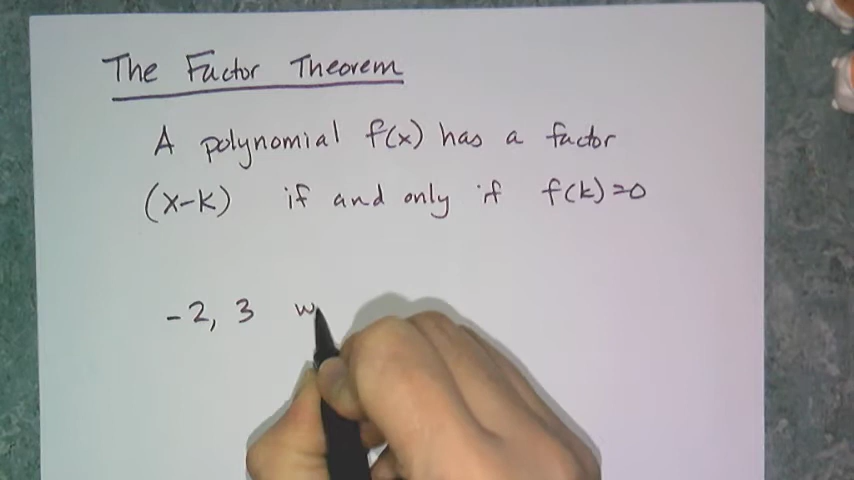 The Factor Theorem
A polynomial f(x) has a factor
(x-k) if and only if f(k)=0
-2, 3 w